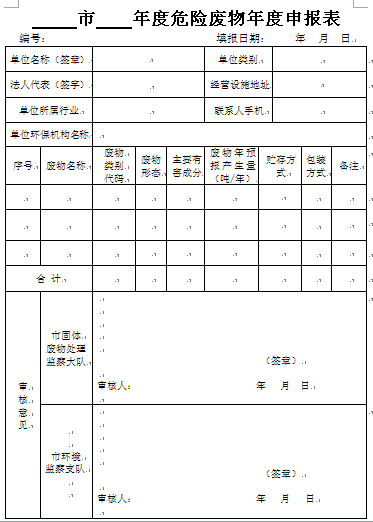 ____市____年度危险废物年度申报表
编号： 填报日期： 年 月 日
单位名称（签章） 单位类别
法人代表（签字） 经营设施地址
单位所属行业 联系人手机
单位环保机构名称
序号 废物名称 废物类别代码 废物形态 主要有害成分 废物年预报产生量（吨/年） 贮存方式 包装方式 备注
合 计
审核意见
市固体
废物处理
监察大队
（签章）
审核人： 年 月 日
市环境
监察支队
（签章）
审核人： 年 月 日